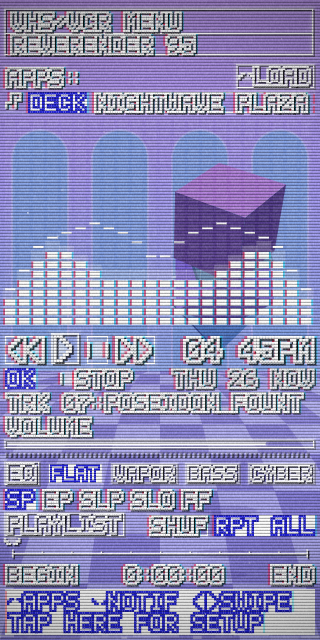 VHS/VCR MENU
REWERENDER 95
APPS::
LOAD
DECK NIGHTWAVE PLAZA
04 45PM
OK STOP THU 26 NOV
TRK 07:POSEIDON FOUNT
VOLUME
EQ FLAT VAPOR BASS CYBER
SP EP SLP SLO FF
PLAYLIST SHUF RPT ALL
BEGIN 0:00:00 END
APPS NOTIF SWIPE
TAP HERE FOR SETUP